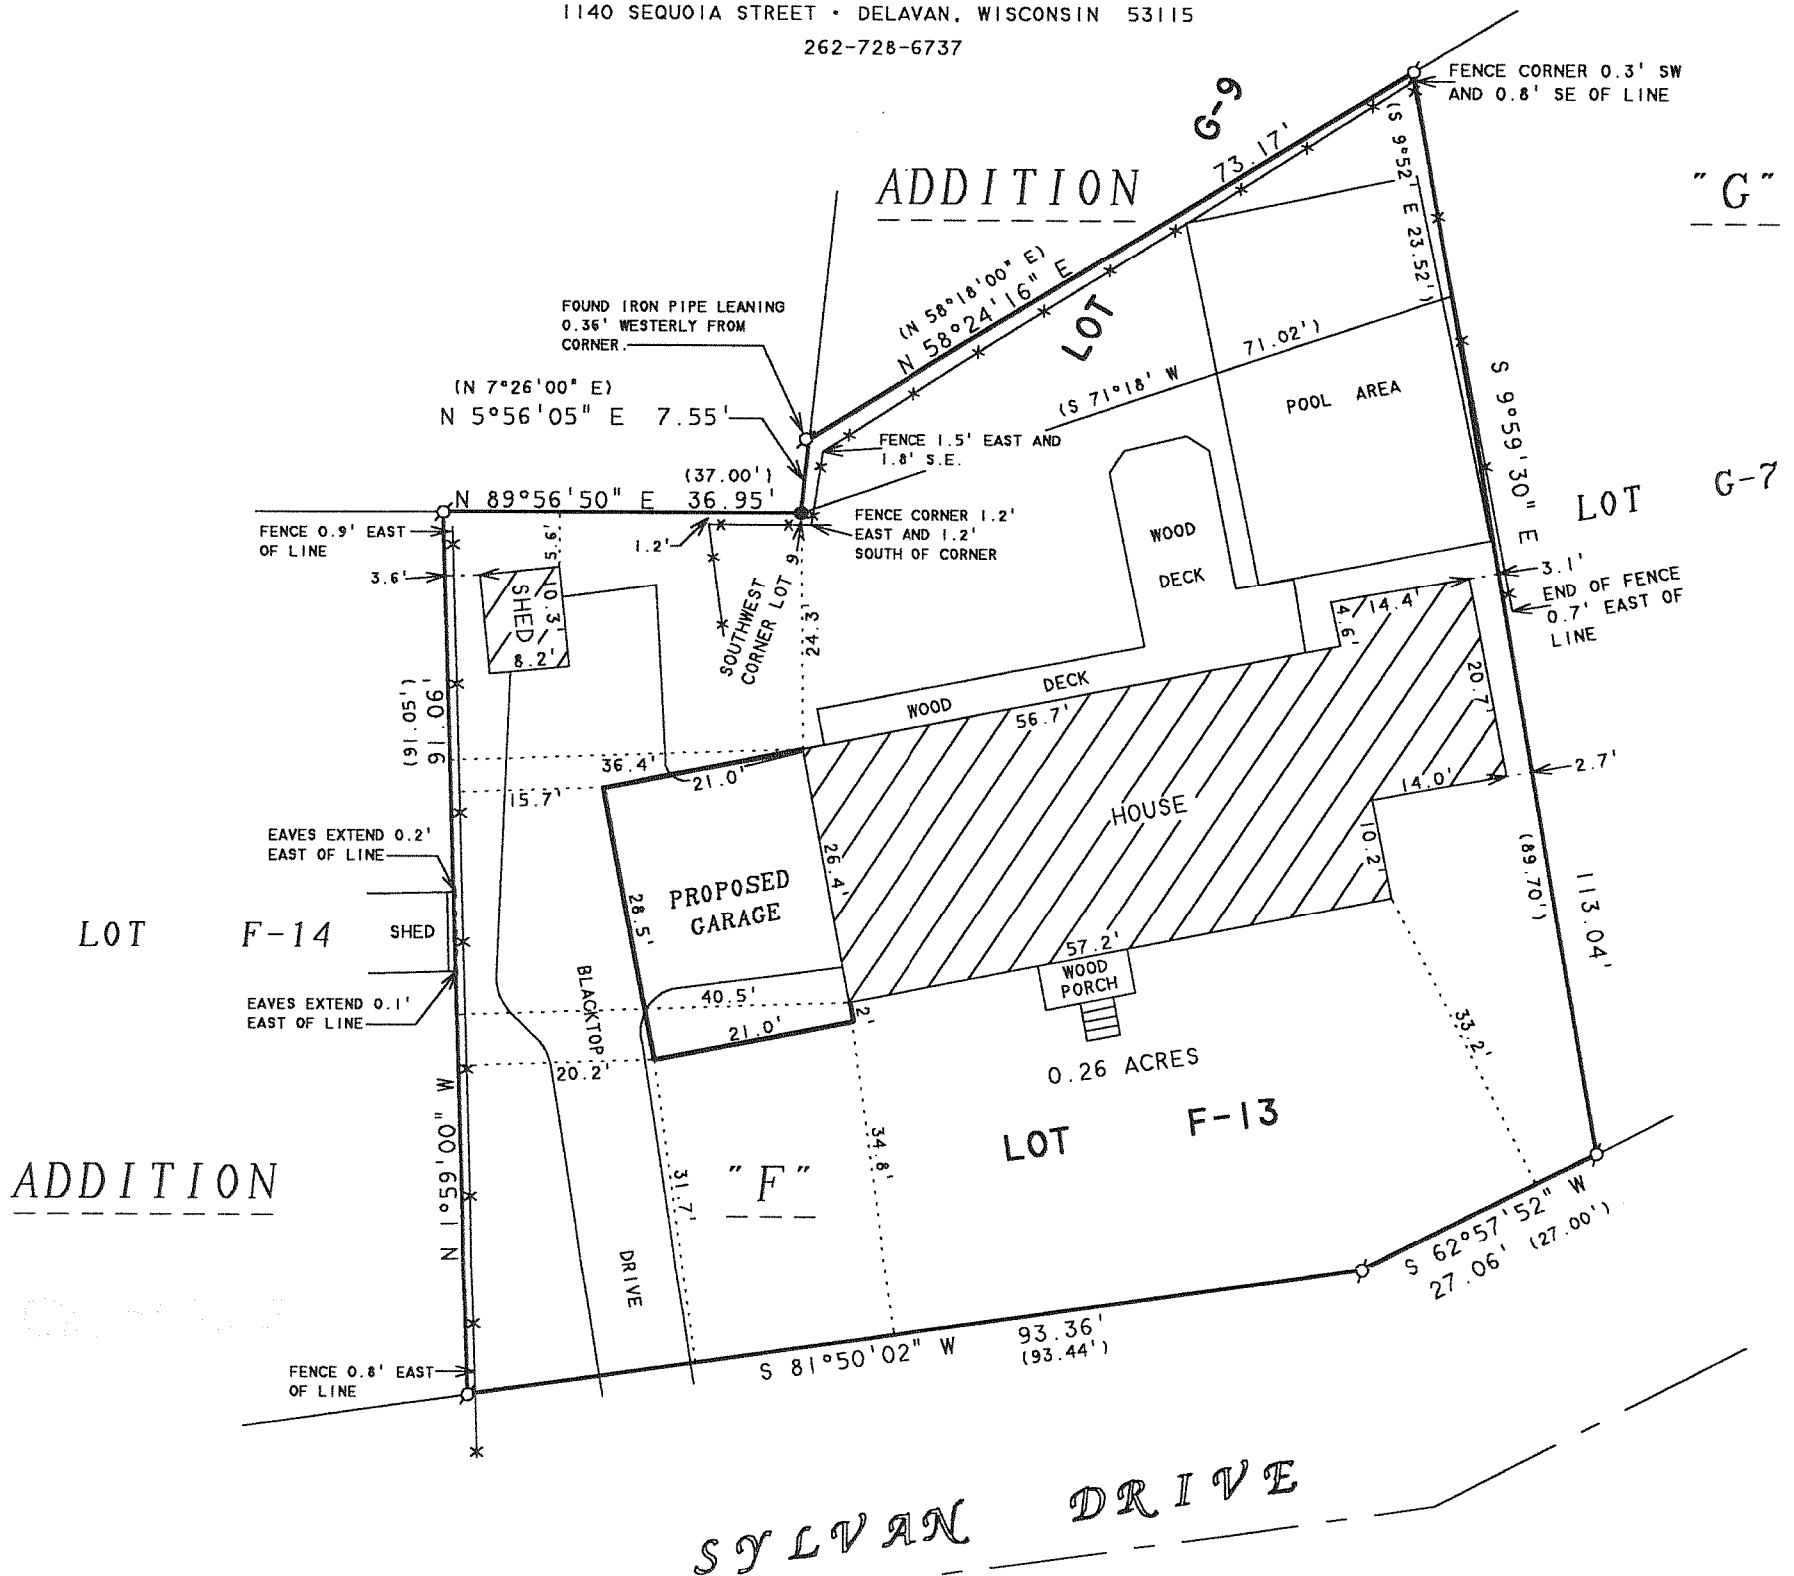 1140 SEQUOIA STREET · DELAVAN, WISCONSIN 53115
262-728-6737
FENCE CORNER 0.3' SW
AND 0.8' SE OF LINE
G-9
73.17'
ADDITION
"G"
(S 9°52' E 23.52')
(N 58°18'00" E)
N 58°24'16" E
LOT
FOUND IRON PIPE LEANING
0.36' WESTERLY FROM
CORNER.
(S 71°18' W 71.02')
POOL AREA
(N 7°26'00" E)
N 5°56'05" E 7.55'
FENCE 1.5' EAST AND
1.8' S.E.
S 9°59'30" E
(37.00')
N 89°56'50" E 36.95'
LOT G-7
FENCE 0.9' EAST
OF LINE
5.6'
1.2'
FENCE CORNER 1.2'
EAST AND 1.2'
SOUTH OF CORNER
WOOD
DECK
3.6'
SHED
10.3'
8.2'
SOUTHWEST
CORNER LOT 9
24.3'
3.1'
END OF FENCE
0.7' EAST OF
LINE
14.4'
4.6'
20.7'
WOOD DECK
56.7'
(91.05')
90.16'
36.4'
21.0'
15.7'
2.7'
14.0'
HOUSE
10.2'
EAVES EXTEND 0.2'
EAST OF LINE
26.4'
(89.70')
113.04'
PROPOSED
GARAGE
28.5'
LOT F-14
SHED
57.2'
WOOD
PORCH
BLACKTOP
EAVES EXTEND 0.1'
EAST OF LINE
40.5'
2'
21.0'
20.2'
33.2'
0.26 ACRES
LOT F-13
N 1°59'00" W
34.8'
31.7'
ADDITION
"F"
DRIVE
S 62°57'52" W
27.06' (27.00')
93.36'
S 81°50'02" W
(93.44')
FENCE 0.8' EAST
OF LINE
SYLVAN DRIVE